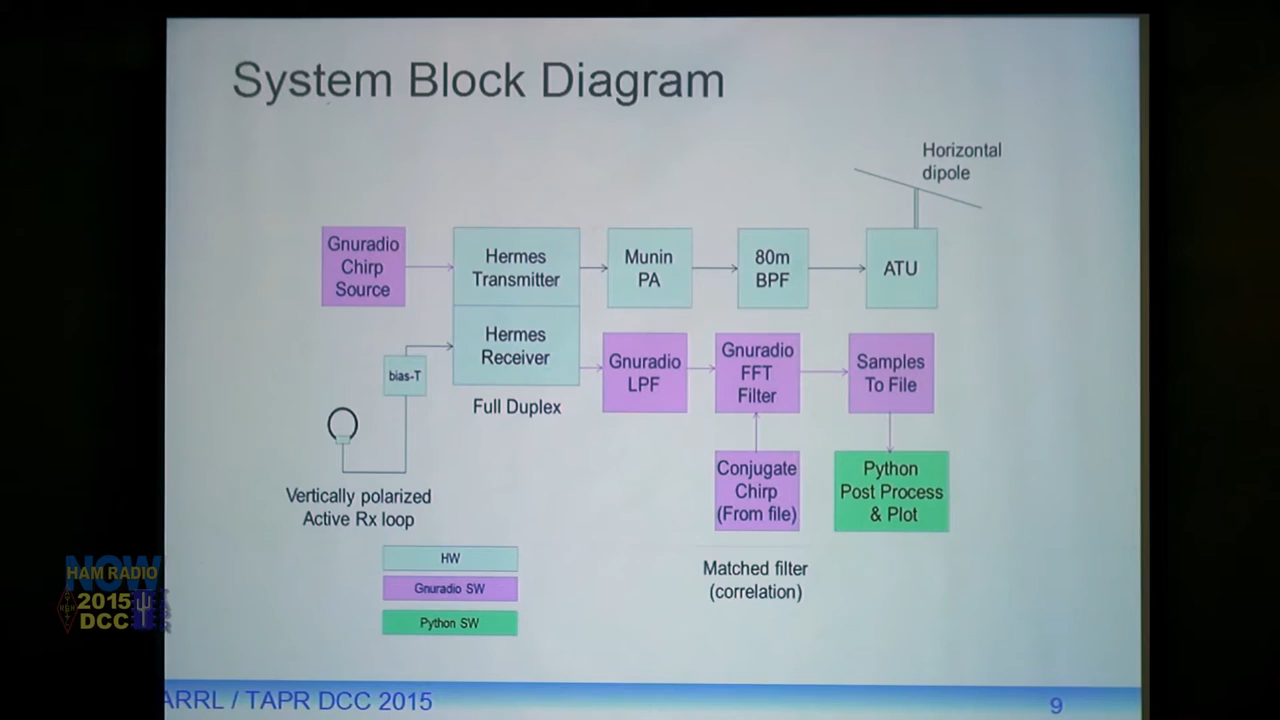 System Block Diagram
Horizontal
dipole
Gnuradio
Chirp
Source
Hermes
Transmitter
Munin
PA
80m
BPF
ATU
Hermes
Receiver
Full Duplex
bias-T
Gnuradio
LPF
Gnuradio
FFT
Filter
Samples
To File
Vertically polarized
Active Rx loop
Conjugate
Chirp
(From file)
Python
Post Process
& Plot
Matched filter
(correlation)
HW
Gnuradio SW
Python SW
NOW
HAM RADIO
2015
DCC
ARRL / TAPR DCC 2015
9